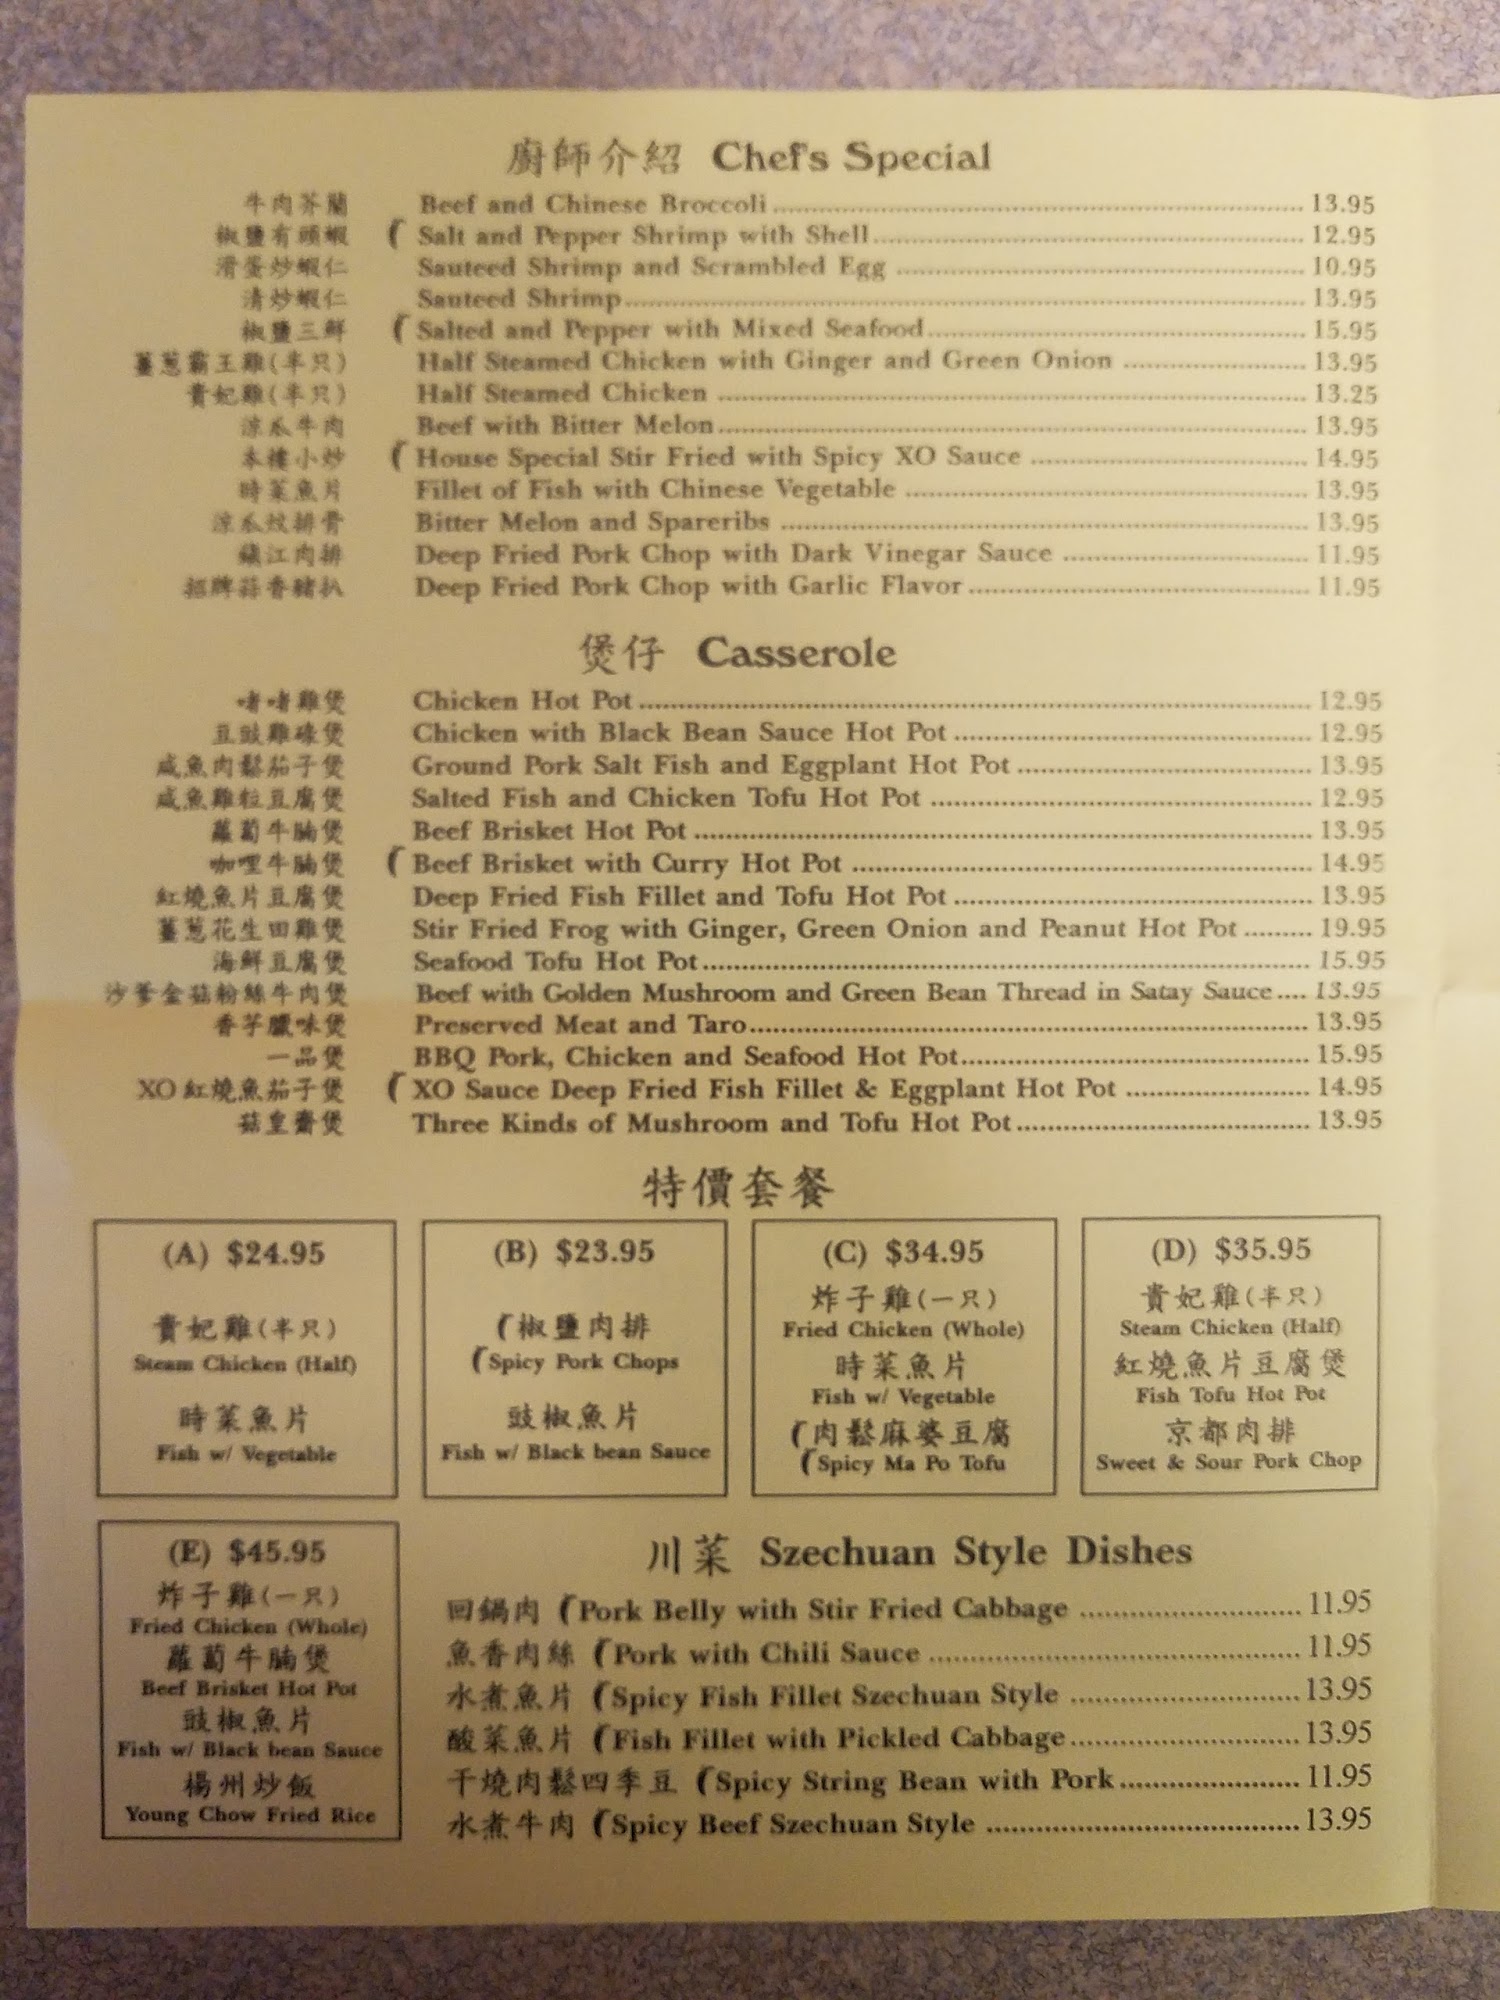 廚師介紹 Chef's Special
牛肉芥蘭 Beef and Chinese Broccoli 13.95
椒鹽有頭蝦 Salt and Pepper Shrimp with Shell 12.95
滑蛋炒蝦仁 Sauteed Shrimp and Scrambled Egg 10.95
清炒蝦仁 Sauteed Shrimp 13.95
椒鹽三鮮 Salted and Pepper with Mixed Seafood 15.95
薑蔥霸王雞(半只) Half Steamed Chicken with Ginger and Green Onion 13.95
貴妃雞(半只) Half Steamed Chicken 13.25
涼瓜牛肉 Beef with Bitter Melon 13.95
本樓小炒 House Special Stir Fried with Spicy XO Sauce 14.95
時菜魚片 Fillet of Fish with Chinese Vegetable 13.95
涼瓜炆排骨 Bitter Melon and Spareribs 13.95
鎮江肉排 Deep Fried Pork Chop with Dark Vinegar Sauce 11.95
招牌蒜香豬扒 Deep Fried Pork Chop with Garlic Flavor 11.95
煲仔 Casserole
啫啫雞煲 Chicken Hot Pot 12.95
豆豉雞煲 Chicken with Black Bean Sauce Hot Pot 12.95
咸魚肉鬆茄子煲 Ground Pork Salt Fish and Eggplant Hot Pot 13.95
咸魚雞粒豆腐煲 Salted Fish and Chicken Tofu Hot Pot 12.95
蘿蔔牛腩煲 Beef Brisket Hot Pot 13.95
咖哩牛腩煲 Beef Brisket with Curry Hot Pot 14.95
紅燒魚片豆腐煲 Deep Fried Fish Fillet and Tofu Hot Pot 13.95
薑蔥花生田雞煲 Stir Fried Frog with Ginger, Green Onion and Peanut Hot Pot 19.95
海鮮豆腐煲 Seafood Tofu Hot Pot 15.95
沙爹金菇粉絲牛肉煲 Beef with Golden Mushroom and Green Bean Thread in Satay Sauce 13.95
香芋臘味煲 Preserved Meat and Taro 13.95
一品煲 BBQ Pork, Chicken and Seafood Hot Pot 15.95
XO紅燒魚茄子煲 XO Sauce Deep Fried Fish Fillet & Eggplant Hot Pot 14.95
菇皇齋煲 Three Kinds of Mushroom and Tofu Hot Pot 13.95
特價套餐
(A) $24.95
貴妃雞(半只)
Steam Chicken (Half)
時菜魚片
Fish w/ Vegetable
(B) $23.95
椒鹽肉排
Spicy Pork Chops
豉椒魚片
Fish w/ Black bean Sauce
(C) $34.95
炸子雞(一只)
Fried Chicken (Whole)
時菜魚片
Fish w/ Vegetable
肉鬆麻婆豆腐
Spicy Ma Po Tofu
(D) $35.95
貴妃雞(半只)
Steam Chicken (Half)
紅燒魚片豆腐煲
Fish Tofu Hot Pot
京都肉排
Sweet & Sour Pork Chop
(E) $45.95
炸子雞(一只)
Fried Chicken (Whole)
蘿蔔牛腩煲
Beef Brisket Hot Pot
豉椒魚片
Fish w/ Black bean Sauce
楊州炒飯
Young Chow Fried Rice
川菜 Szechuan Style Dishes
回鍋肉 Pork Belly with Stir Fried Cabbage 11.95
魚香肉絲 Pork with Chili Sauce 11.95
水煮魚片 Spicy Fish Fillet Szechuan Style 13.95
酸菜魚片 Fish Fillet with Pickled Cabbage 13.95
干燒肉鬆四季豆 Spicy String Bean with Pork 11.95
水煮牛肉 Spicy Beef Szechuan Style 13.95